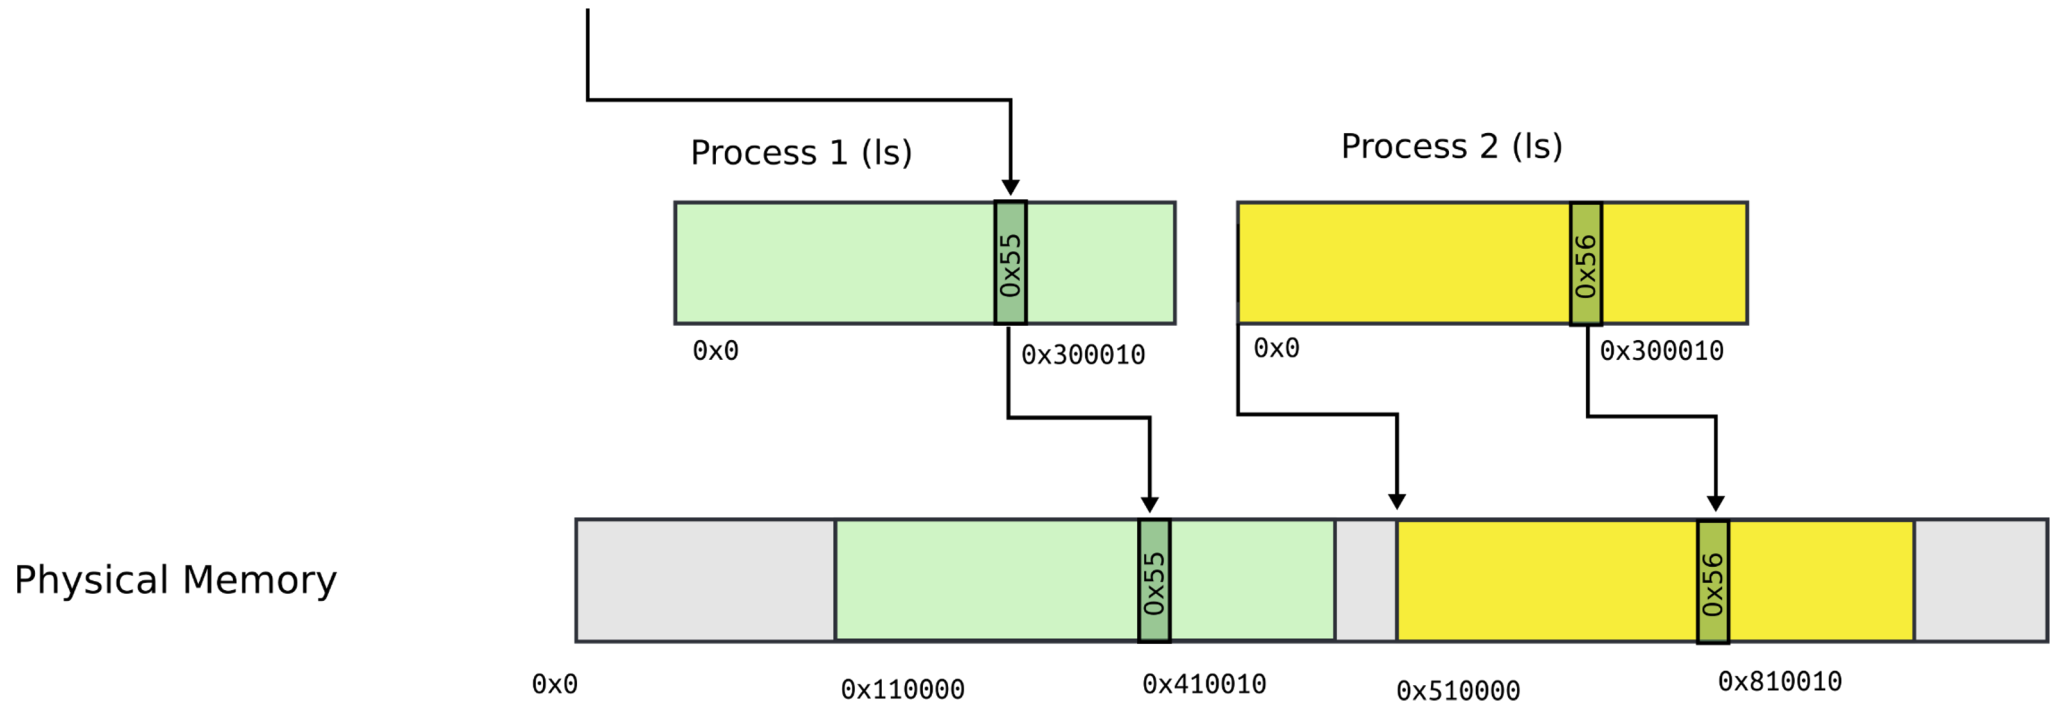 Process 1 (ls)
Process 2 (ls)
0x55
0x56
0x0
0x300010
0x0
0x300010
Physical Memory
0x55
0x56
0x0
0x110000
0x410010
0x510000
0x810010